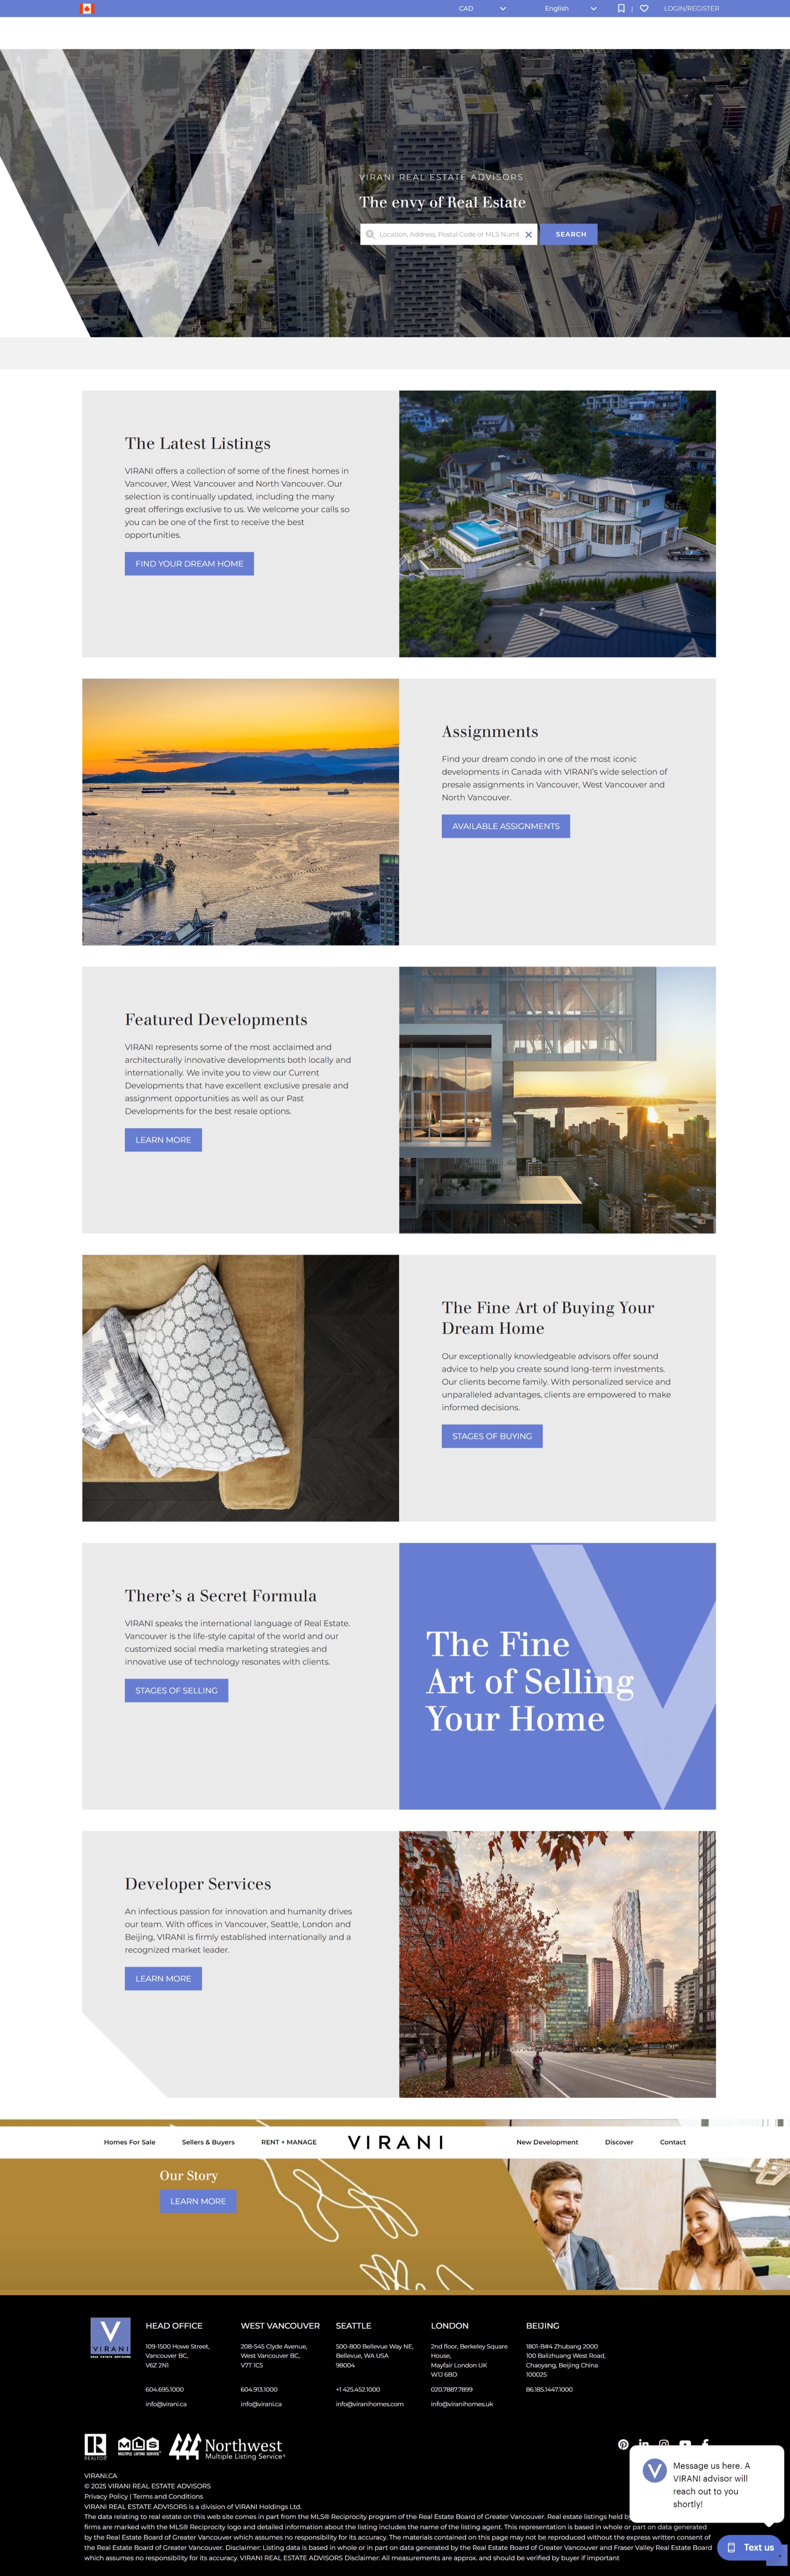 CAD
English
LOGIN/REGISTER
VIRANI REAL ESTATE ADVISORS
The envy of Real Estate
Location, Address, Postal Code or MLS Numl
SEARCH
The Latest Listings
VIRANI offers a collection of some of the finest homes in
Vancouver, West Vancouver and North Vancouver. Our
selection is continually updated, including the many
great offerings exclusive to us. We welcome your calls so
you can be one of the first to receive the best
opportunities.
FIND YOUR DREAM HOME
Assignments
Find your dream condo in one of the most iconic
developments in Canada with VIRANI's wide selection of
presale assignments in Vancouver, West Vancouver and
North Vancouver.
AVAILABLE ASSIGNMENTS
Featured Developments
VIRANI represents some of the most acclaimed and
architecturally innovative developments both locally and
internationally. We invite you to view our Current
Developments that have excellent exclusive presale and
assignment opportunities as well as our Past
Developments for the best resale options.
LEARN MORE
The Fine Art of Buying Your
Dream Home
Our exceptionally knowledgeable advisors offer sound
advice to help you create sound long-term investments.
Our clients become family. With personalized service and
unparalleled advantages, clients are empowered to make
informed decisions.
STAGES OF BUYING
There's a Secret Formula
VIRANI speaks the international language of Real Estate.
Vancouver is the life-style capital of the world and our
customized social media marketing strategies and
innovative use of technology resonates with clients.
STAGES OF SELLING
The Fine
Art of Selling
Your Home
Developer Services
An infectious passion for innovation and humanity drives
our team. With offices in Vancouver, Seattle, London and
Beijing, VIRANI is firmly established internationally and a
recognized market leader.
LEARN MORE
Homes For Sale
Sellers & Buyers
RENT + MANAGE
VIRANI
New Development
Discover
Contact
Our Story
LEARN MORE
VIRANI
REAL ESTATE ADVISORS
HEAD OFFICE
109-1500 Howe Street,
Vancouver BC,
V6Z 2N1
604.695.1000
info@virani.ca
WEST VANCOUVER
208-545 Clyde Avenue,
West Vancouver BC,
V7T 1C5
604.913.1000
info@virani.ca
SEATTLE
500-800 Bellevue Way NE,
Bellevue, WA USA
98004
+1 425.452.1000
info@viranihomes.com
LONDON
2nd floor, Berkeley Square
House,
Mayfair London UK
W1J 6BD
020.7887.7899
info@viranihomes.uk
BEIJING
1801-B#4 Zhubang 2000
100 Balizhuang West Road,
Chaoyang, Beijing China
100025
86.185.1447.1000
REALTOR
MLS
MULTIPLE LISTING SERVICE
Northwest
Multiple Listing Service
VIRANI.CA
© 2025 VIRANI REAL ESTATE ADVISORS
Privacy Policy | Terms and Conditions
VIRANI REAL ESTATE ADVISORS is a division of VIRANI Holdings Ltd.
The data relating to real estate on this web site comes in part from the MLS® Reciprocity program of the Real Estate Board of Greater Vancouver. Real estate listings held by
firms are marked with the MLS® Reciprocity logo and detailed information about the listing includes the name of the listing agent. This representation is based in whole or part on data generated
by the Real Estate Board of Greater Vancouver which assumes no responsibility for its accuracy. The materials contained on this page may not be reproduced without the express written consent of
the Real Estate Board of Greater Vancouver. Disclaimer: Listing data is based in whole or in part on data generated by the Real Estate Board of Greater Vancouver and Fraser Valley Real Estate Board
which assumes no responsibility for its accuracy. VIRANI REAL ESTATE ADVISORS Disclaimer: All measurements are approx. and should be verified by buyer if important
Message us here. A
VIRANI advisor will
reach out to you
shortly!
Text us